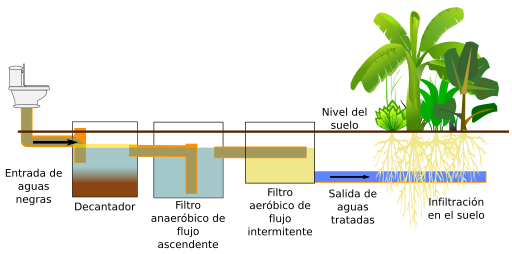 Nivel del
suelo
Entrada de
aguas
negras
Decantador
Filtro
anaeróbico de
flujo
ascendente
Filtro
aeróbico de
flujo
intermitente
Salida de
aguas
tratadas
Infiltración
en el suelo